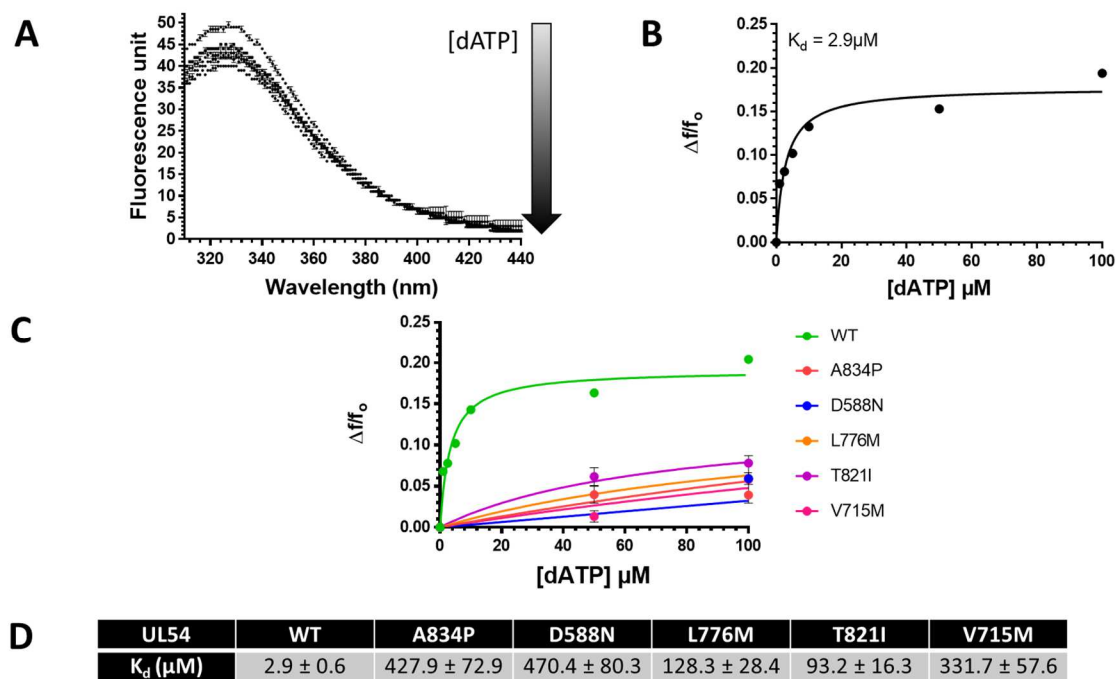 A
[dATP]
Fluorescence unit
50
45
40
35
30
25
20
15
10
5
0
320 340 360 380 400 420 440
Wavelength (nm)
B
K_d = 2.9µM
Δf/f_o
0.25
0.20
0.15
0.10
0.05
0.00
0 20 40 60 80 100
[dATP] µM
C
Δf/f_o
0.25
0.20
0.15
0.10
0.05
0.00
0 20 40 60 80 100
[dATP] µM
WT
A834P
D588N
L776M
T821I
V715M
D
UL54 WT A834P D588N L776M T821I V715M
K_d (µM) 2.9 ± 0.6 427.9 ± 72.9 470.4 ± 80.3 128.3 ± 28.4 93.2 ± 16.3 331.7 ± 57.6